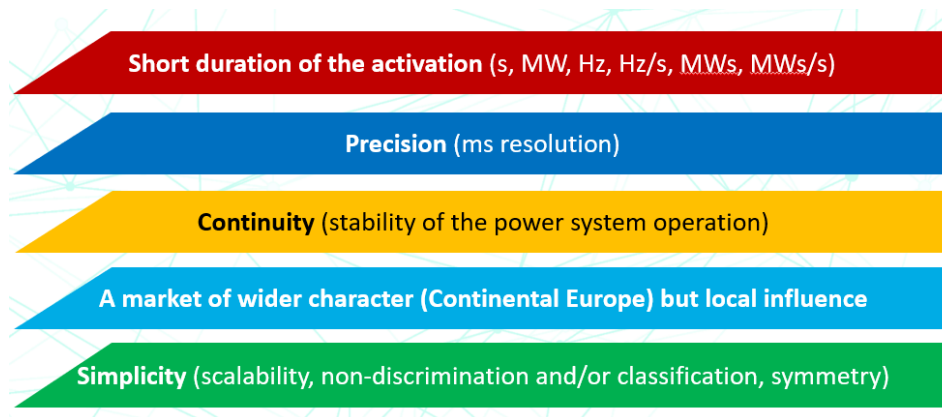 Short duration of the activation (s, MW, Hz, Hz/s, MWs, MWs/s)
Precision (ms resolution)
Continuity (stability of the power system operation)
A market of wider character (Continental Europe) but local influence
Simplicity (scalability, non-discrimination and/or classification, symmetry)